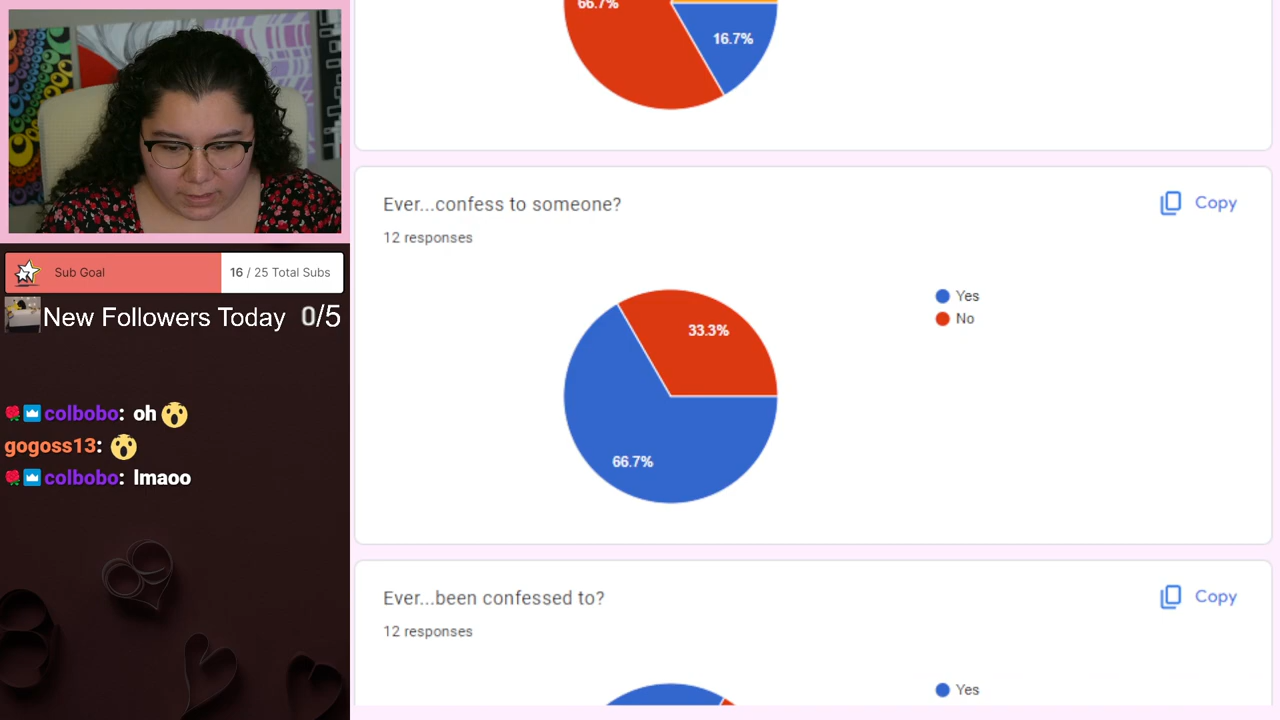 66.7%
16.7%
Ever...confess to someone?
Copy
12 responses
Yes
No
33.3%
66.7%
Ever...been confessed to?
Copy
12 responses
Yes
Sub Goal
16 / 25 Total Subs
New Followers Today 0/5
colbobo: oh
gogoss13:
colbobo: lmaoo